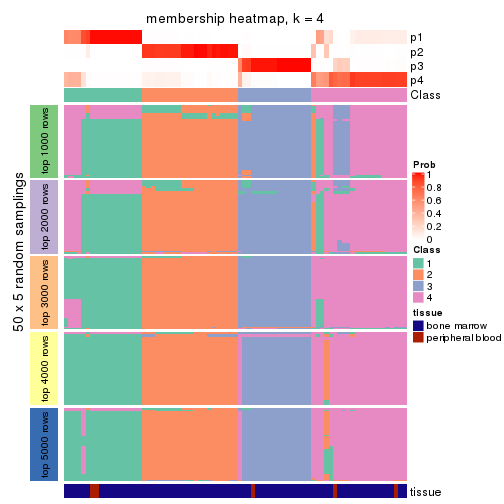 membership heatmap, k = 4
p1
p2
p3
p4
Class
50 x 5 random samplings
top 1000 rows
top 2000 rows
top 3000 rows
top 4000 rows
top 5000 rows
tissue
Prob
1
0.8
0.6
0.4
0.2
0
Class
1
2
3
4
tissue
bone marrow
peripheral blood